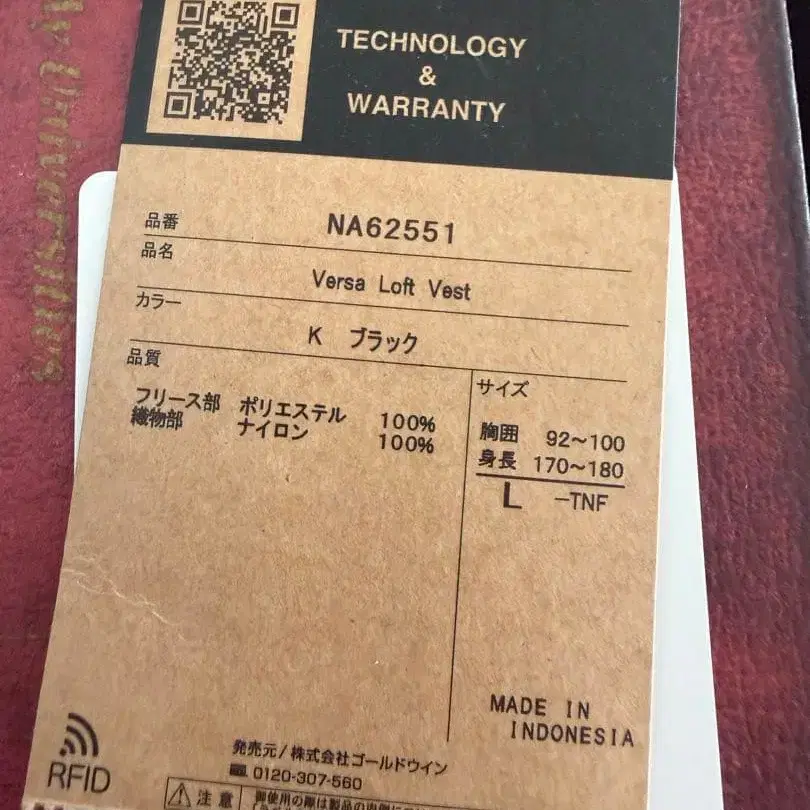 TECHNOLOGY
&
WARRANTY
品番 NA62551
品名 Versa Loft Vest
カラー K ブラック
品質
フリース部 ポリエステル 100%
織物部 ナイロン 100%
サイズ
胸囲 92~100
身長 170~180
L -TNF
MADE IN
INDONESIA
発売元/株式会社ゴールドウイン
0120-307-560
RFID
注意
My Universities